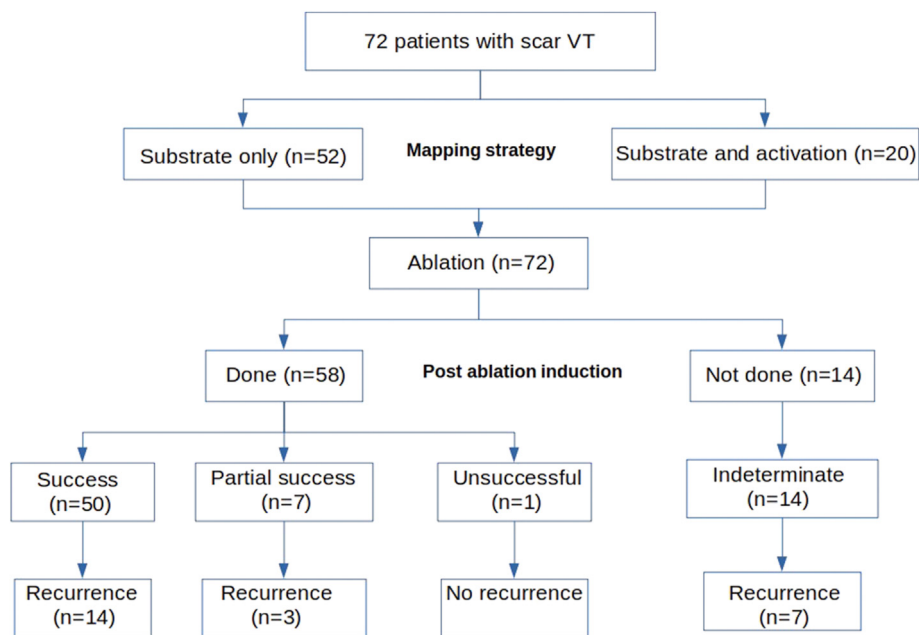 72 patients with scar VT
Substrate only (n=52)
Mapping strategy
Substrate and activation (n=20)
Ablation (n=72)
Done (n=58)
Post ablation induction
Not done (n=14)
Success
(n=50)
Partial success
(n=7)
Unsuccessful
(n=1)
Indeterminate
(n=14)
Recurrence
(n=14)
Recurrence
(n=3)
No recurrence
Recurrence
(n=7)